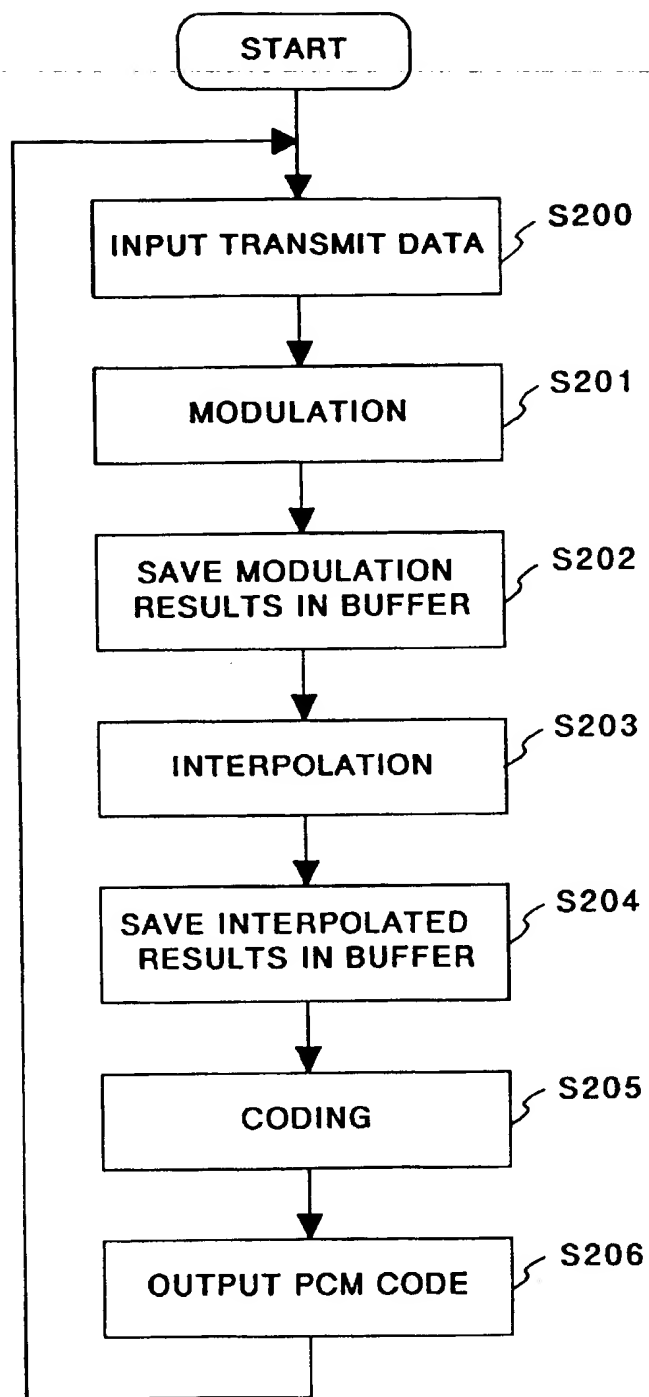 START
INPUT TRANSMIT DATA
S200
MODULATION
S201
SAVE MODULATION
RESULTS IN BUFFER
S202
INTERPOLATION
S203
SAVE INTERPOLATED
RESULTS IN BUFFER
S204
CODING
S205
OUTPUT PCM CODE
S206